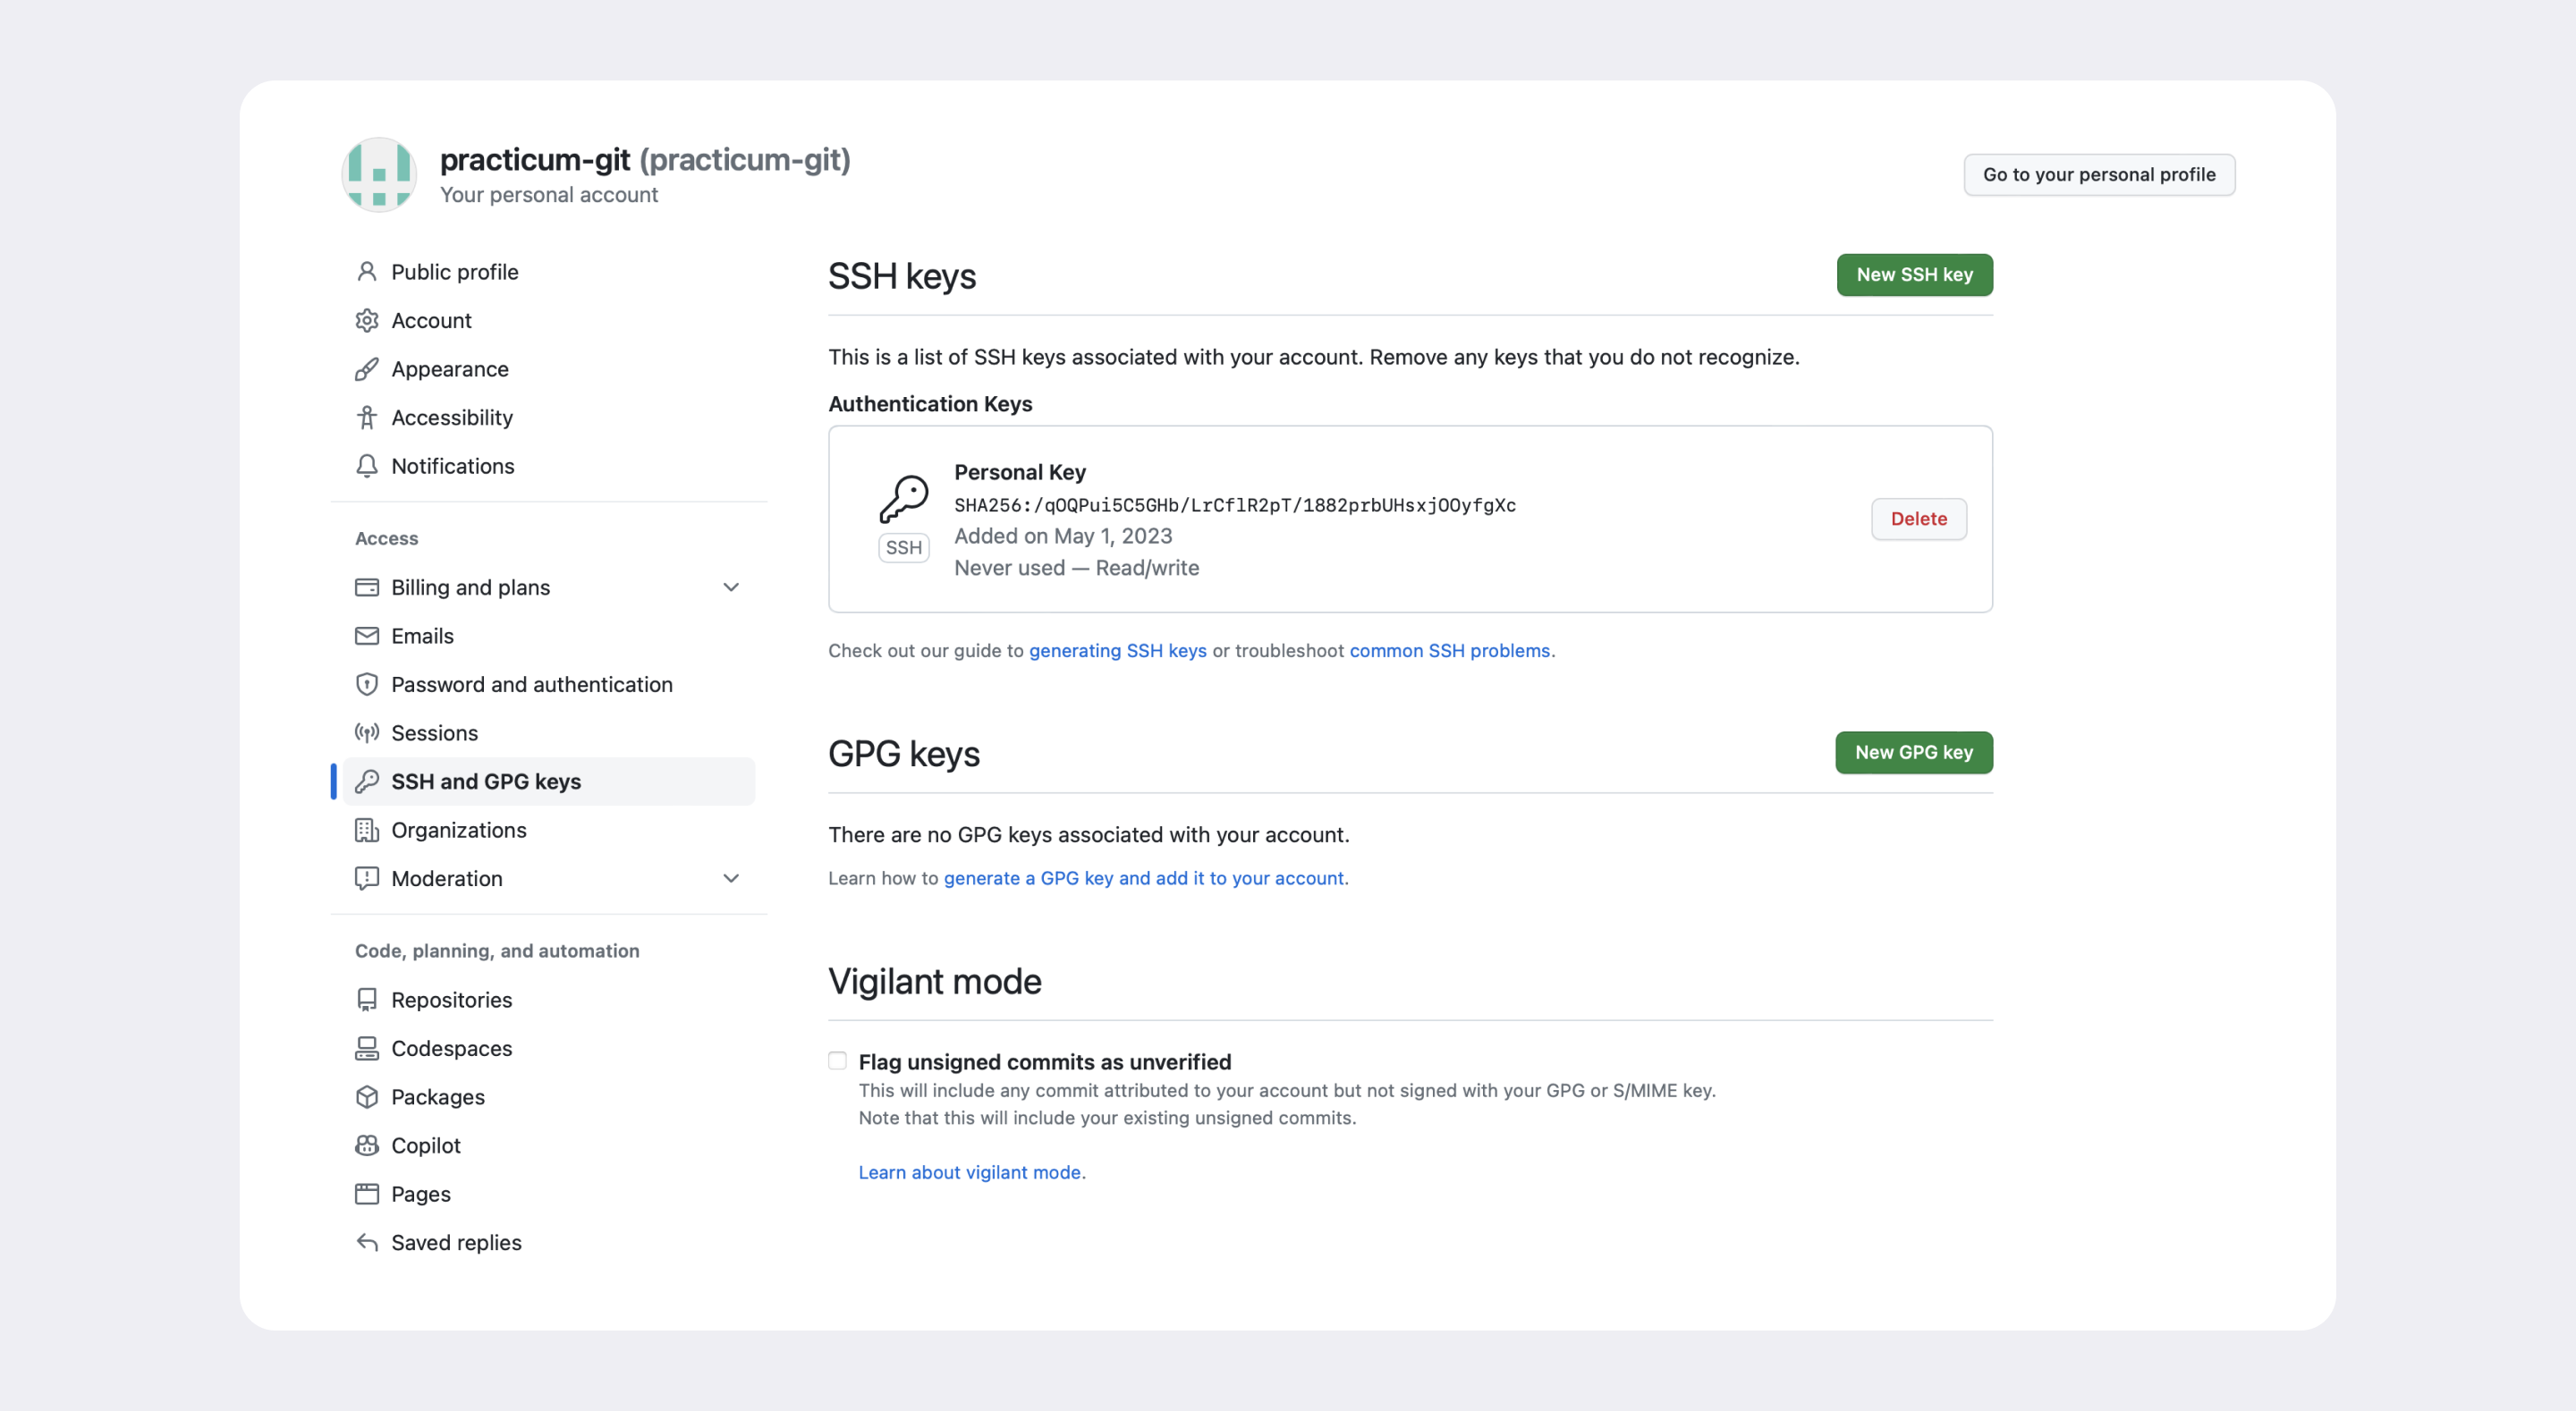 practicum-git (practicum-git)
Your personal account
Go to your personal profile
Public profile
Account
Appearance
Accessibility
Notifications
Access
Billing and plans
Emails
Password and authentication
Sessions
SSH and GPG keys
Organizations
Moderation
Code, planning, and automation
Repositories
Codespaces
Packages
Copilot
Pages
Saved replies
SSH keys
New SSH key
This is a list of SSH keys associated with your account. Remove any keys that you do not recognize.
Authentication Keys
SSH
Personal Key
SHA256:/qOQPui5C5GHb/LrCflR2pT/1882prbUHsxjOOyfgXc
Added on May 1, 2023
Never used — Read/write
Delete
Check out our guide to generating SSH keys or troubleshoot common SSH problems.
GPG keys
New GPG key
There are no GPG keys associated with your account.
Learn how to generate a GPG key and add it to your account.
Vigilant mode
Flag unsigned commits as unverified
This will include any commit attributed to your account but not signed with your GPG or S/MIME key.
Note that this will include your existing unsigned commits.
Learn about vigilant mode.